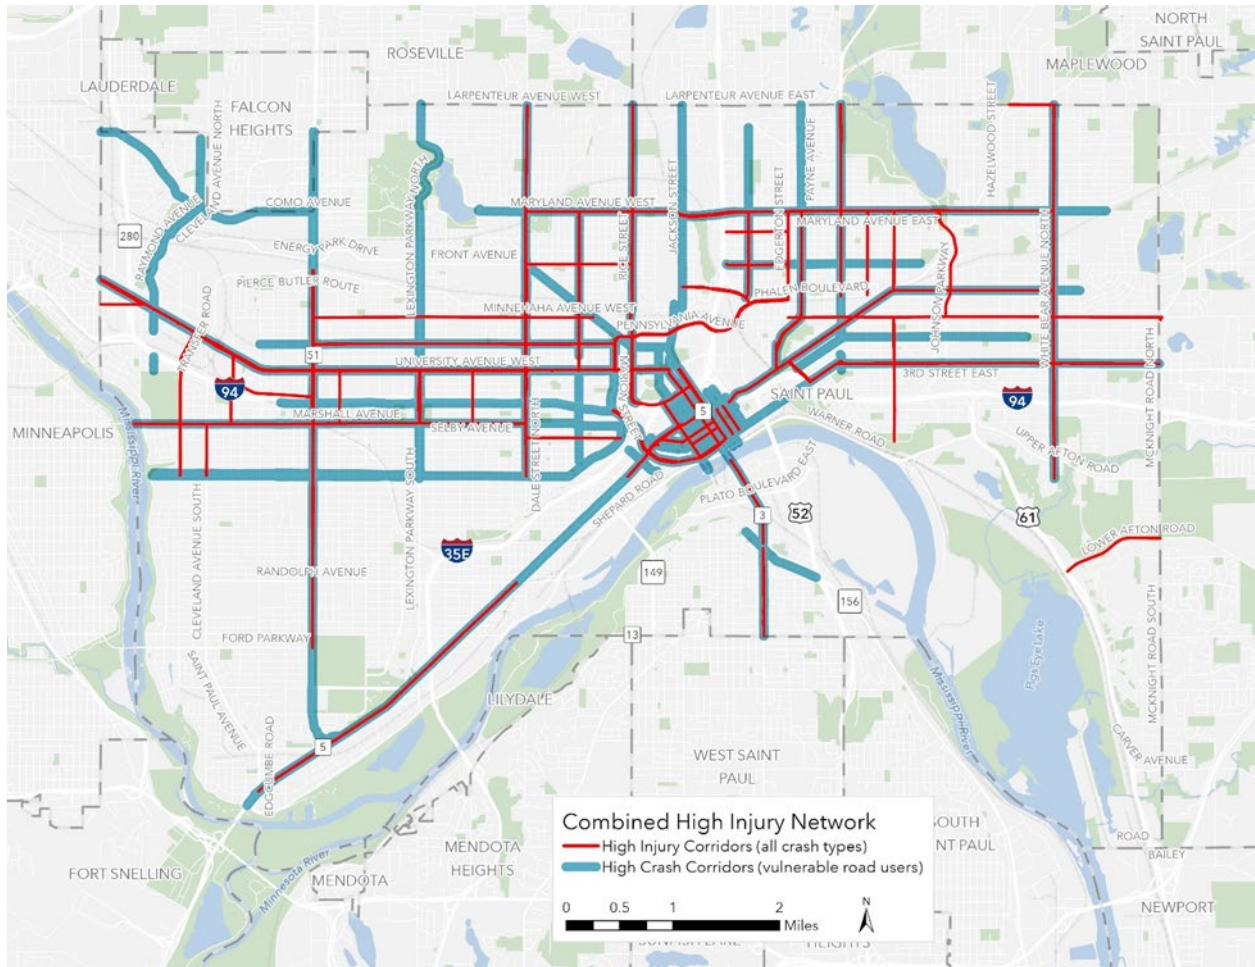 NORTH
SAINT PAUL
ROSEVILLE
MAPLEWOOD
LAUDERDALE
LARPENTEUR AVENUE WEST
LARPENTEUR AVENUE EAST
FALCON
HEIGHTS
HAZELWOOD STREET
PAYNE AVENUE
CLEVELAND AVENUE NORTH
LEXINGTON PARKWAY NORTH
JACKSON STREET
EDGERTON STREET
RICE STREET
COMO AVENUE
MARYLAND AVENUE WEST
MARYLAND AVENUE EAST
RAYMOND AVENUE
280
ENERGY PARK DRIVE
FRONT AVENUE
JOHNSON PARKWAY
WHITE BEAR AVENUE NORTH
PIERCE BUTLER ROUTE
PHALEN BOULEVARD
MINNEHAHA AVENUE WEST
PENNSYLVANIA AVENUE
TRANSFER ROAD
51
UNIVERSITY AVENUE WEST
MARION STREET
3RD STREET EAST
MCKNIGHT ROAD NORTH
94
SAINT PAUL
94
5
MARSHALL AVENUE
SELBY AVENUE
DALE STREET NORTH
WARNER ROAD
MINNEAPOLIS
Mississippi River
UPPER AFTON ROAD
SHEPARD ROAD
PLATO BOULEVARD EAST
LEXINGTON PARKWAY SOUTH
CLEVELAND AVENUE SOUTH
3
52
61
LOWER AFTON ROAD
35E
RANDOLPH AVENUE
149
156
FORD PARKWAY
13
MCKNIGHT ROAD SOUTH
SAINT PAUL AVENUE
Pigs Eye Lake
Mississippi River
LILYDALE
EDGCUMBE ROAD
5
WEST SAINT
PAUL
CARVER AVENUE
Combined High Injury Network
High Injury Corridors (all crash types)
High Crash Corridors (vulnerable road users)
0 0.5 1 2
Miles
N
SOUTH
NT PAUL
ROAD
BAILEY
MENDOTA
HEIGHTS
FORT SNELLING
Minnesota River
MENDOTA
NEWPORT
HEIGHTS